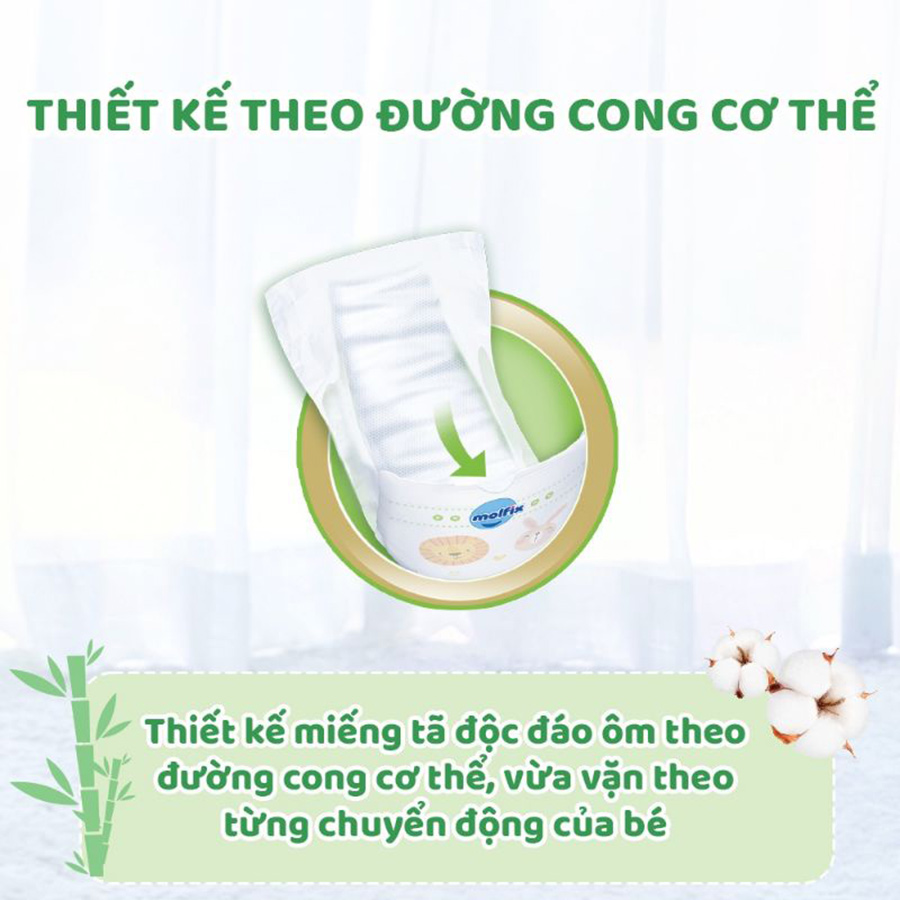 THIẾT KẾ THEO ĐƯỜNG CONG CƠ THỂ
molfix
Thiết kế miếng tã độc đáo ôm theo
đường cong cơ thể, vừa vặn theo
từng chuyển động của bé